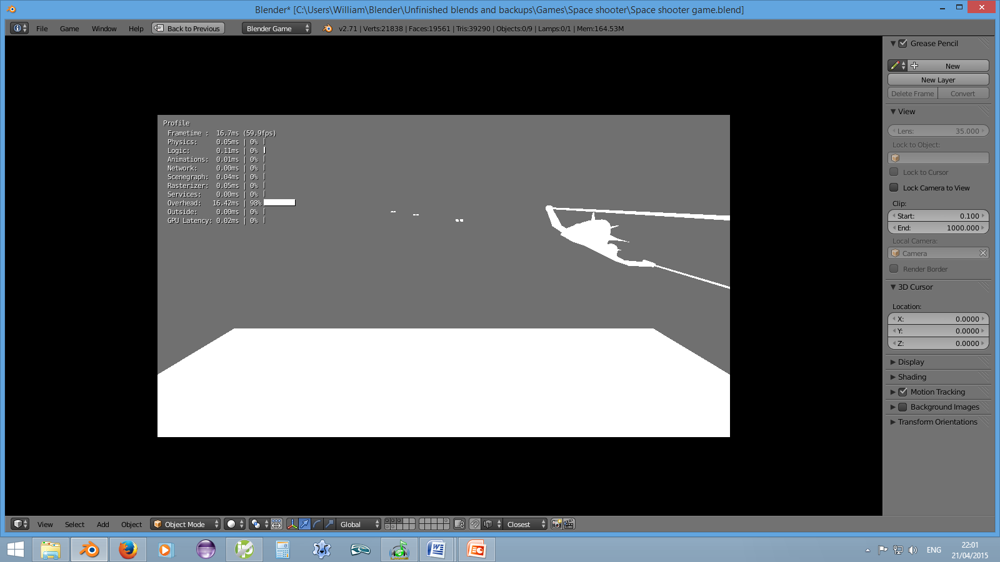 Blender* [C:\Users\William\Blender\Unfinished blends and backups\Games\Space shooter\Space shooter game.blend]
File Game Window Help Back to Previous Blender Game v2.71 | Verts:21838 | Faces:19561 | Tris:39290 | Objects:0/9 | Lamps:0/1 | Mem:164.53M
Grease Pencil
New
New Layer
Delete Frame Convert
View
Lens: 35.000
Lock to Object:
Lock to Cursor
Lock Camera to View
Clip:
Start: 0.100
End: 1000.000
Local Camera:
Camera
Render Border
3D Cursor
Location:
X: 0.0000
Y: 0.0000
Z: 0.0000
Display
Shading
Motion Tracking
Background Images
Transform Orientations
Profile
Frametime : 16.7ms (59.9fps)
Physics: 0.05ms | 0%
Logic: 0.11ms | 0%
Animations: 0.01ms | 0%
Network: 0.00ms | 0%
Scenegraph: 0.04ms | 0%
Rasterizer: 0.05ms | 0%
Services: 0.00ms | 0%
Overhead: 16.42ms | 98%
Outside: 0.00ms | 0%
GPU Latency: 0.02ms | 0%
View Select Add Object Object Mode Global Closest
ENG
22:01
21/04/2015